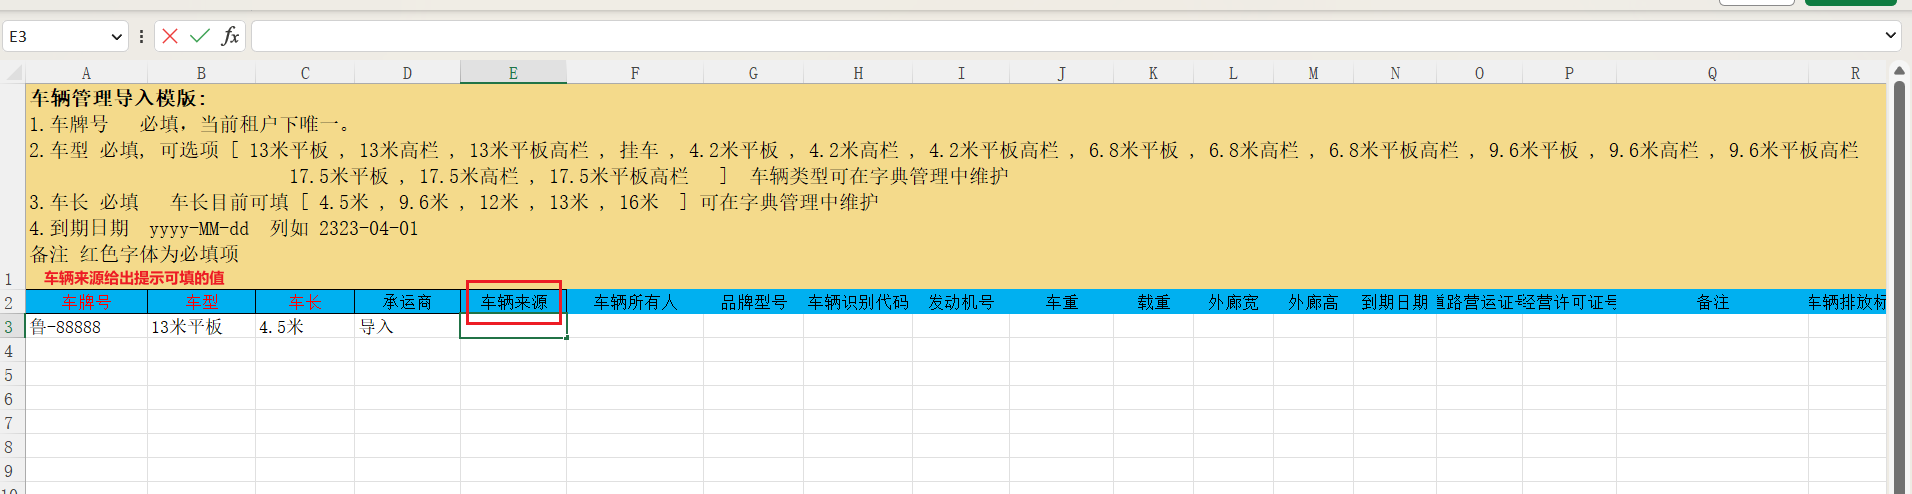 E3
fx
A B C D E F G H I J K L M N O P Q R
车辆管理导入模版:
1.车牌号 必填，当前租户下唯一。
2.车型 必填, 可选项 [ 13米平板 , 13米高栏 , 13米平板高栏 , 挂车 , 4.2米平板 , 4.2米高栏 , 4.2米平板高栏 , 6.8米平板 , 6.8米高栏 , 6.8米平板高栏 , 9.6米平板 , 9.6米高栏 , 9.6米平板高栏
17.5米平板 , 17.5米高栏 , 17.5米平板高栏 ] 车辆类型可在字典管理中维护
3.车长 必填 车长目前可填 [ 4.5米 , 9.6米 , 12米 , 13米 , 16米 ] 可在字典管理中维护
4.到期日期 yyyy-MM-dd 列如 2323-04-01
备注 红色字体为必填项
1 车辆来源给出提示可填的值
2 车牌号 车型 车长 承运商 车辆来源 车辆所有人 品牌型号 车辆识别代码 发动机号 车重 载重 外廊宽 外廊高 到期日期 道路营运证号 经营许可证号 备注 车辆排放标
3 鲁-88888 13米平板 4.5米 导入
4
5
6
7
8
9
10